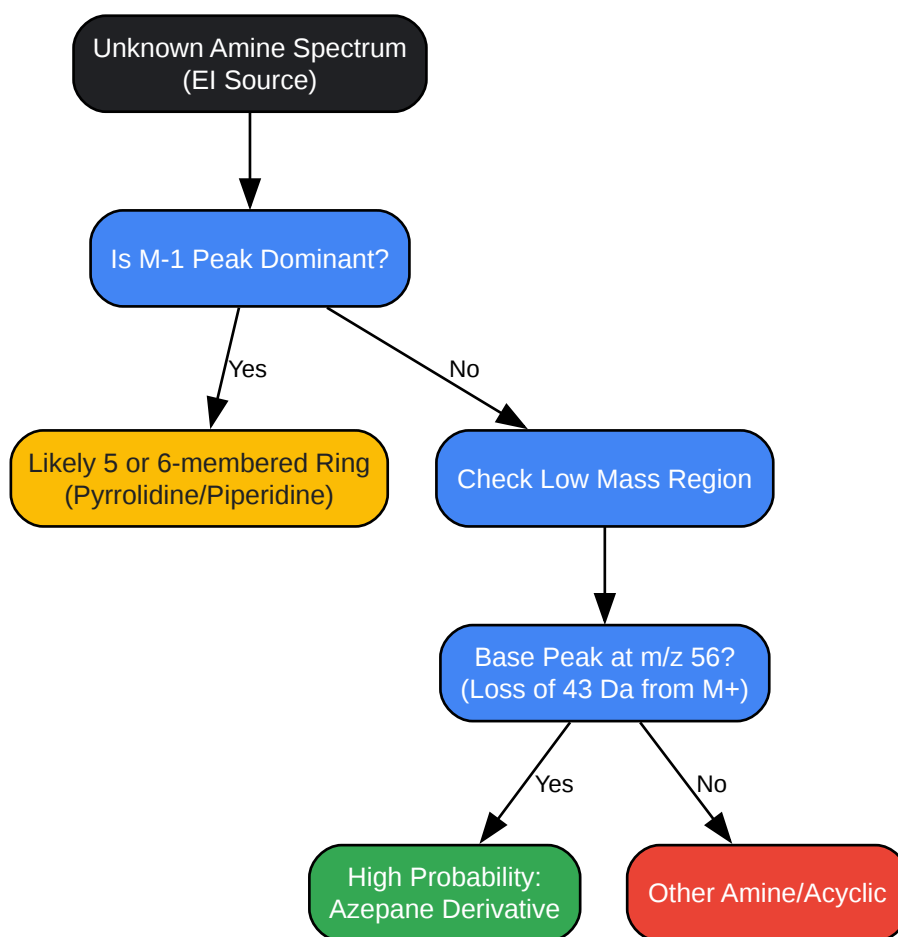 Unknown Amine Spectrum
(EI Source)
Is M-1 Peak Dominant?
Yes
No
Likely 5 or 6-membered Ring
(Pyrrolidine/Piperidine)
Check Low Mass Region
Base Peak at m/z 56?
(Loss of 43 Da from M+)
Yes
No
High Probability:
Azepane Derivative
Other Amine/Acyclic